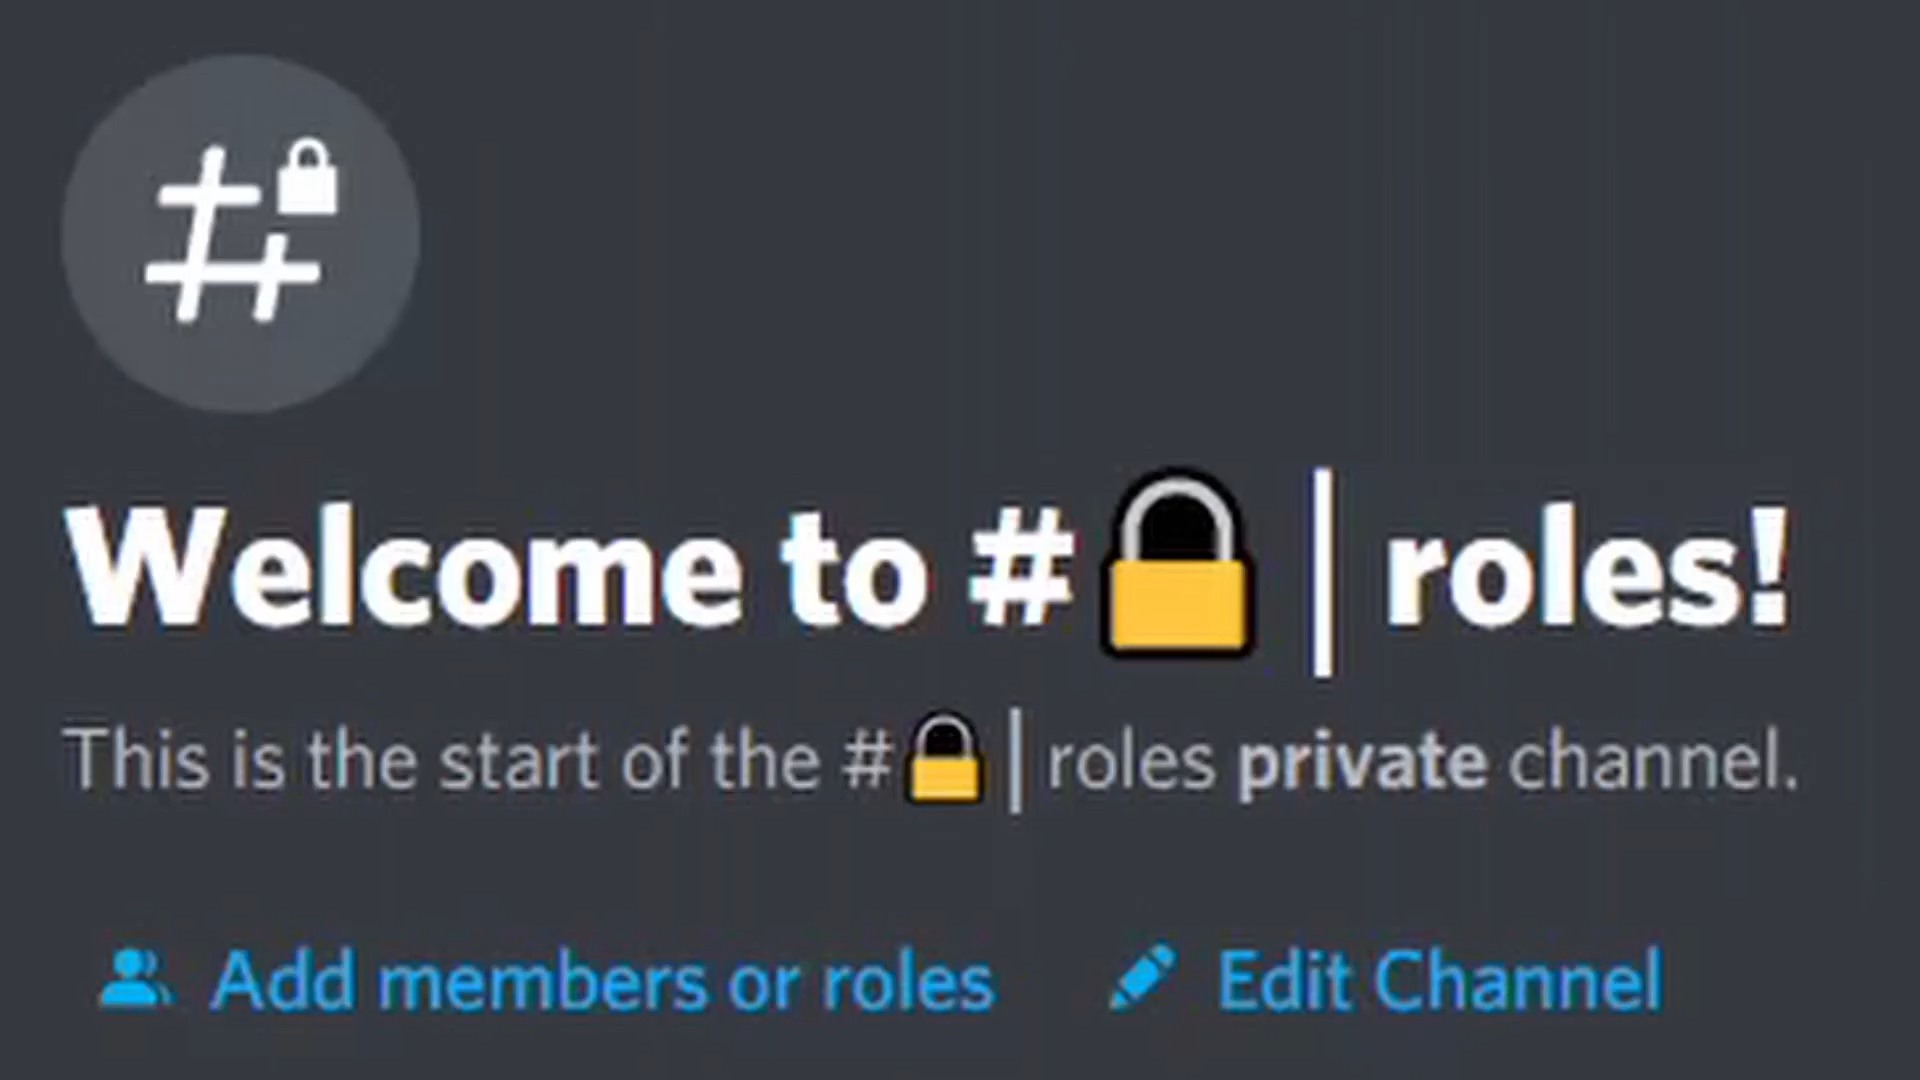 Welcome to #🔒 | roles!
This is the start of the #🔒 | roles private channel.
Add members or roles Edit Channel